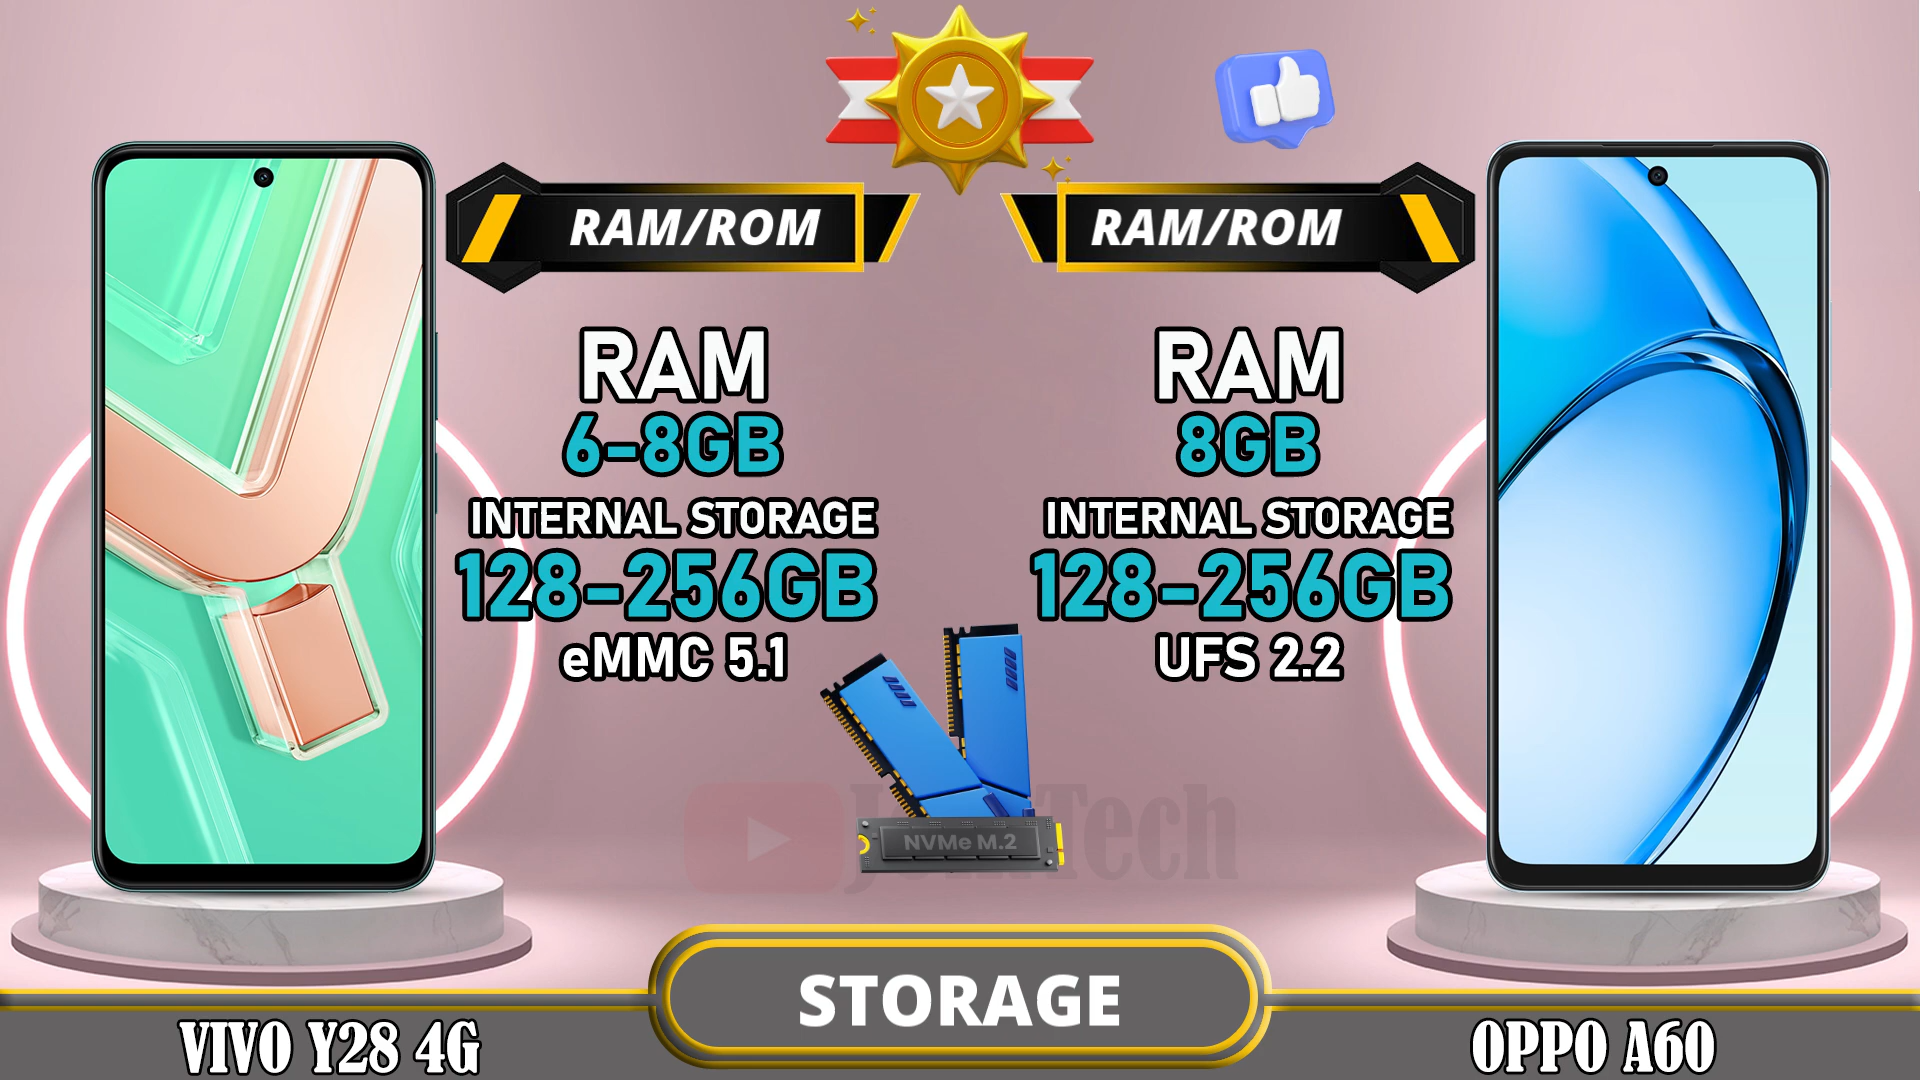 RAM/ROM
RAM/ROM
RAM
6-8GB
INTERNAL STORAGE
128-256GB
eMMC 5.1
RAM
8GB
INTERNAL STORAGE
128-256GB
UFS 2.2
NVMe M.2
Tech
STORAGE
VIVO Y28 4G
OPPO A60